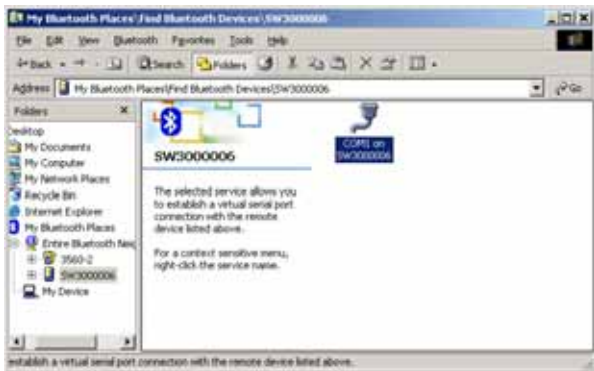 My Bluetooth Places\Find Bluetooth Devices\SW3000006
File Edit View Bluetooth Favorites Tools Help
Back Search Folders
Address My Bluetooth Places\Find Bluetooth Devices\SW3000006 Go
Folders
Desktop
My Documents
My Computer
My Network Places
Recycle Bin
Internet Explorer
My Bluetooth Places
Entire Bluetooth Neig
3560-2
SW3000006
My Device
SW3000006
The selected service allows you
to establish a virtual serial port
connection with the remote
device listed above.
For a context sensitive menu,
right-click the service name.
COM1 on
SW3000006
establish a virtual serial port connection with the remote device listed above.